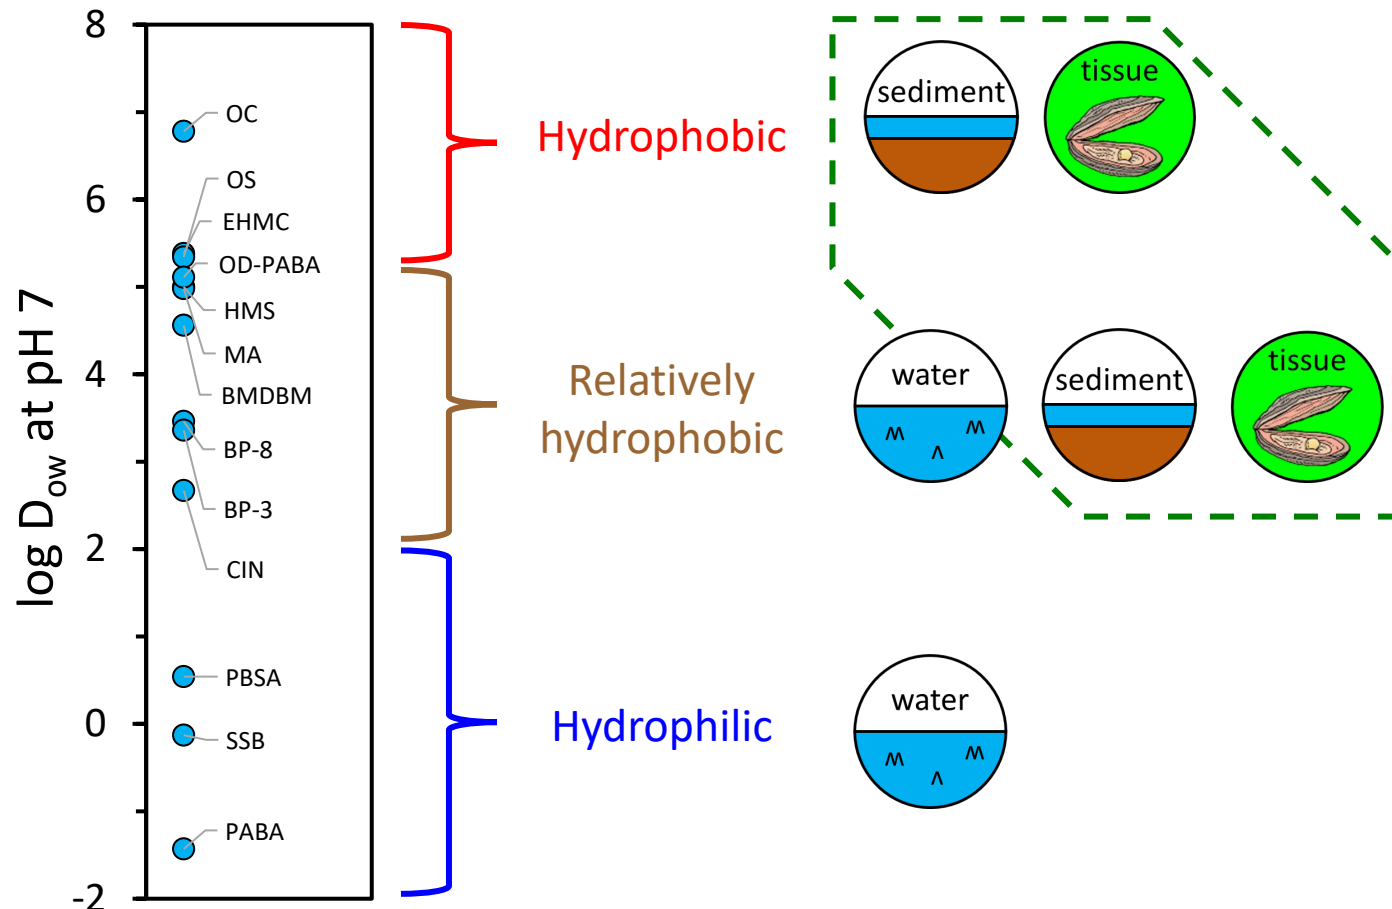 log D_ow at pH 7
8
6
4
2
0
-2
OC
OS
EHMC
OD-PABA
HMS
MA
BMDBM
BP-8
BP-3
CIN
PBSA
SSB
PABA
Hydrophobic
sediment
tissue
Relatively
hydrophobic
water
sediment
tissue
Hydrophilic
water